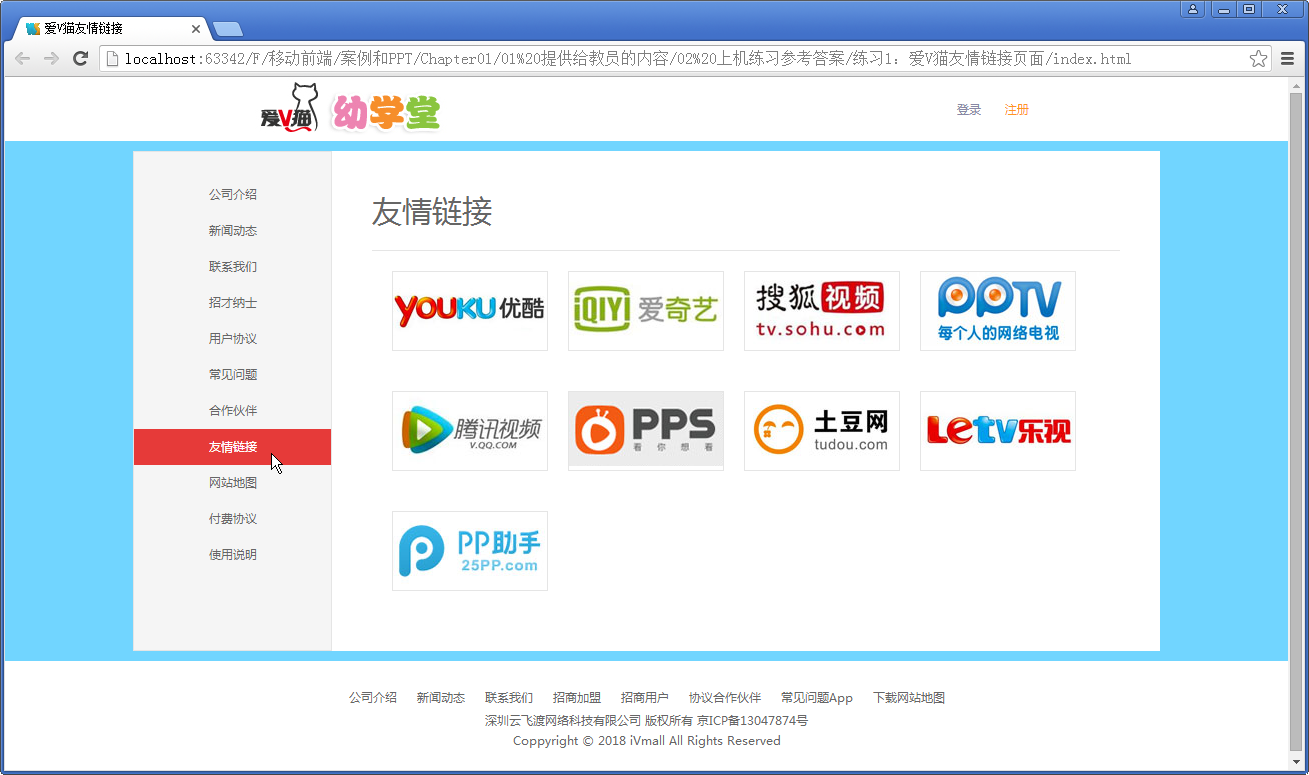 爱V猫友情链接
localhost:63342/F/移动前端/案例和PPT/Chapter01/01%20提供给教员的内容/02%20上机练习参考答案/练习1：爱V猫友情链接页面/index.html
爱V猫 幼学堂
登录 注册
公司介绍
新闻动态
联系我们
招才纳士
用户协议
常见问题
合作伙伴
友情链接
网站地图
付费协议
使用说明
友情链接
YOUKU 优酷
iQIYI 爱奇艺
搜狐视频
tv.sohu.com
PPTV
每个人的网络电视
腾讯视频
V.QQ.COM
PPS
看你想看
土豆网
tudou.com
Letv乐视
PP助手
25PP.com
公司介绍 新闻动态 联系我们 招商加盟 招商用户 协议合作伙伴 常见问题App 下载网站地图
深圳云飞渡网络科技有限公司 版权所有 京ICP备13047874号
Coppyright © 2018 iVmall All Rights Reserved